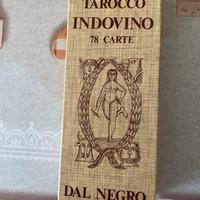 TAROCCO
INDOVINO
78 CARTE
DAL NEGRO